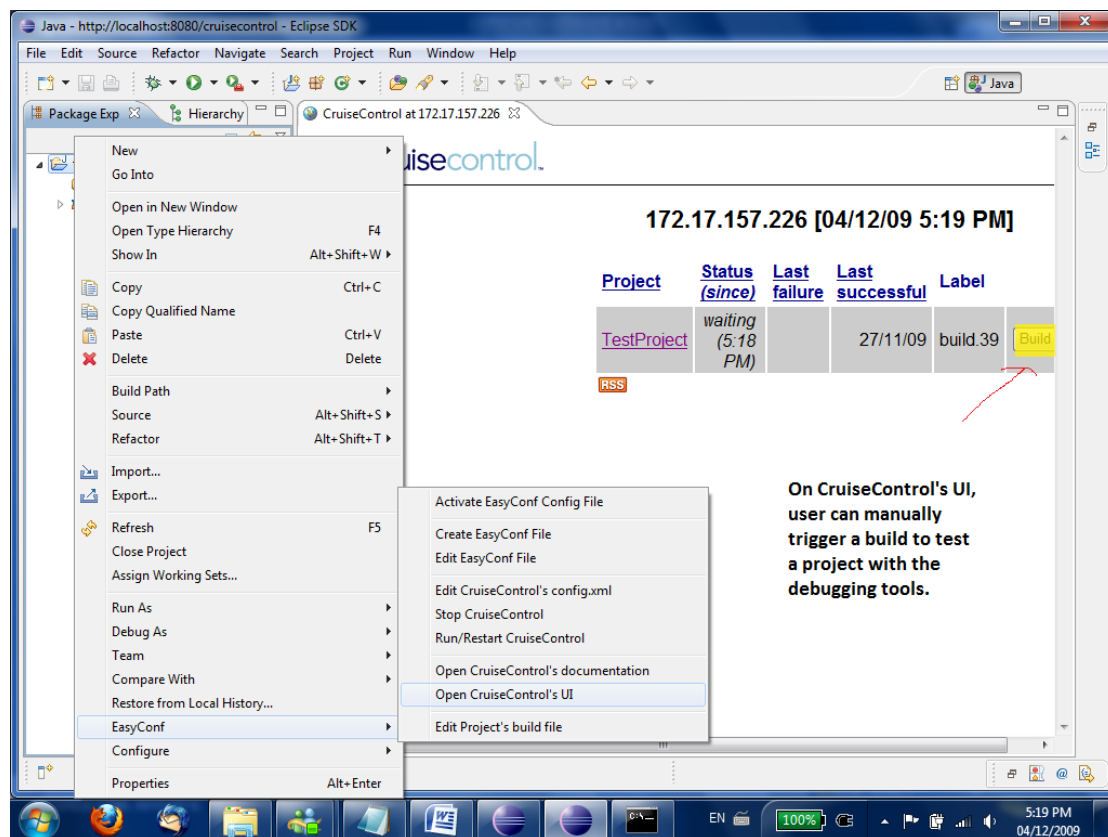 Java - http://localhost:8080/cruisecontrol - Eclipse SDK
File Edit Source Refactor Navigate Search Project Run Window Help
Java
Package Exp Hierarchy
CruiseControl at 172.17.157.226
New
Go Into
Open in New Window
Open Type Hierarchy F4
Show In Alt+Shift+W
Copy Ctrl+C
Copy Qualified Name
Paste Ctrl+V
Delete Delete
Build Path
Source Alt+Shift+S
Refactor Alt+Shift+T
Import...
Export...
Refresh F5
Close Project
Assign Working Sets...
Run As
Debug As
Team
Compare With
Restore from Local History...
EasyConf
Configure
Properties Alt+Enter
Activate EasyConf Config File
Create EasyConf File
Edit EasyConf File
Edit CruiseControl's config.xml
Stop CruiseControl
Run/Restart CruiseControl
Open CruiseControl's documentation
Open CruiseControl's UI
Edit Project's build file
uisecontrol
172.17.157.226 [04/12/09 5:19 PM]
Project Status (since) Last failure Last successful Label
TestProject waiting (5:18 PM) 27/11/09 build.39 Build
RSS
On CruiseControl's UI,
user can manually
trigger a build to test
a project with the
debugging tools.
EN 100% 5:19 PM
04/12/2009